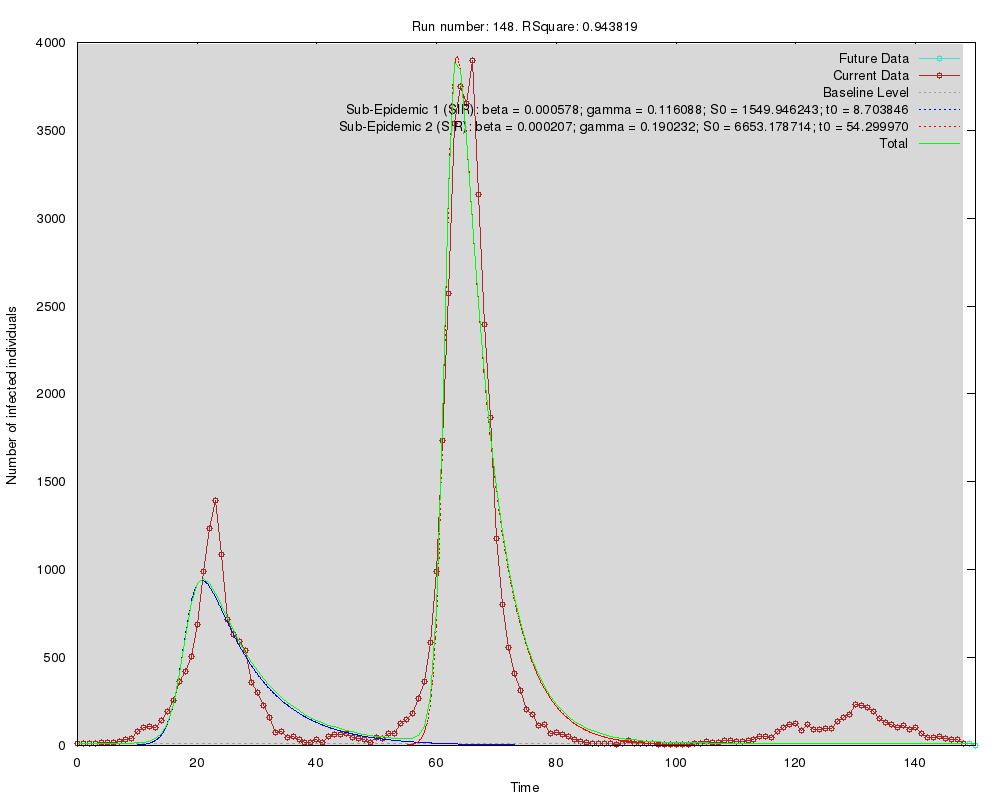 Run number: 148. RSquare: 0.943819
Future Data
Current Data
Baseline Level
Sub-Epidemic 1 (SIR): beta = 0.000578; gamma = 0.116088; S0 = 1549.946243; t0 = 8.703846
Sub-Epidemic 2 (SIR): beta = 0.000207; gamma = 0.190232; S0 = 6653.178714; t0 = 54.299970
Total
Number of infected individuals
4000
3500
3000
2500
2000
1500
1000
500
0
0 20 40 60 80 100 120 140
Time